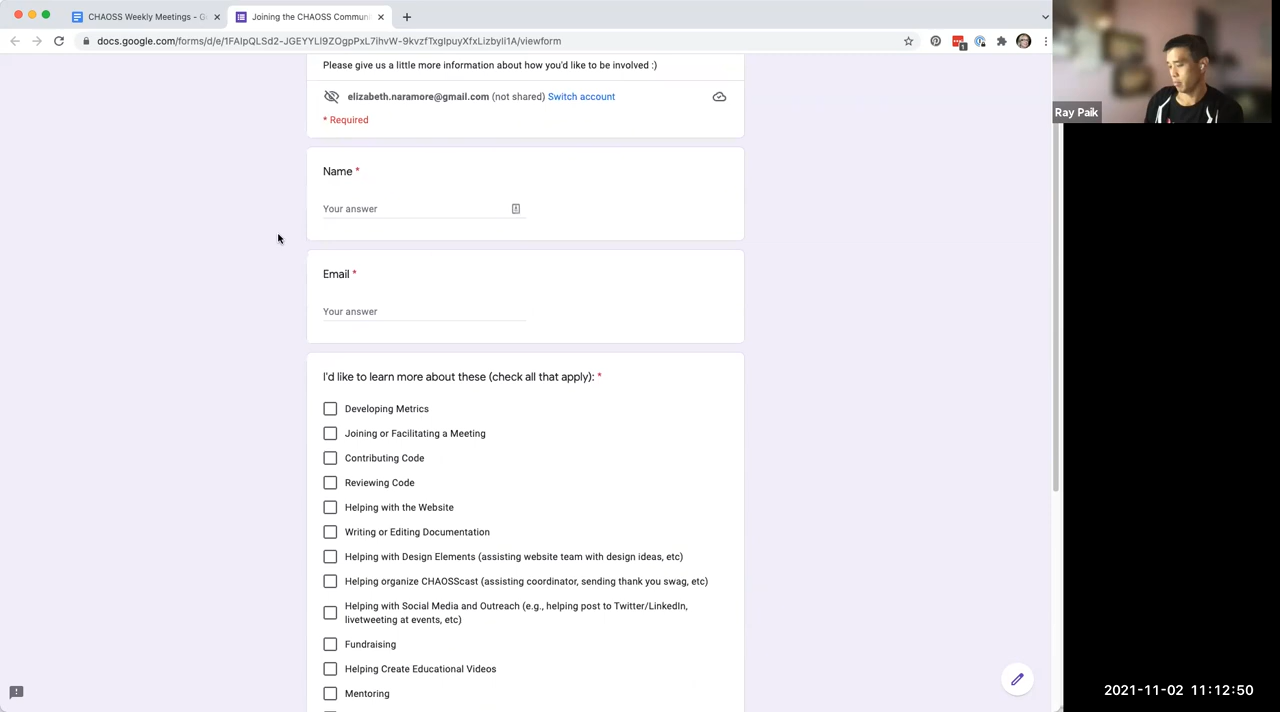 CHAOSS Weekly Meetings - G
Joining the CHAOSS Commun
docs.google.com/forms/d/e/1FAIpQLSd2-JGEYYLI9ZOgpPxL7ihvW-9kvzfTxgIpuyXfxLizbyIi1A/viewform
Please give us a little more information about how you'd like to be involved :)
elizabeth.naramore@gmail.com (not shared) Switch account
* Required
Name *
Your answer
Email *
Your answer
I'd like to learn more about these (check all that apply): *
Developing Metrics
Joining or Facilitating a Meeting
Contributing Code
Reviewing Code
Helping with the Website
Writing or Editing Documentation
Helping with Design Elements (assisting website team with design ideas, etc)
Helping organize CHAOSScast (assisting coordinator, sending thank you swag, etc)
Helping with Social Media and Outreach (e.g., helping post to Twitter/LinkedIn,
livetweeting at events, etc)
Fundraising
Helping Create Educational Videos
Mentoring
Ray Paik
1
2021-11-02 11:12:50